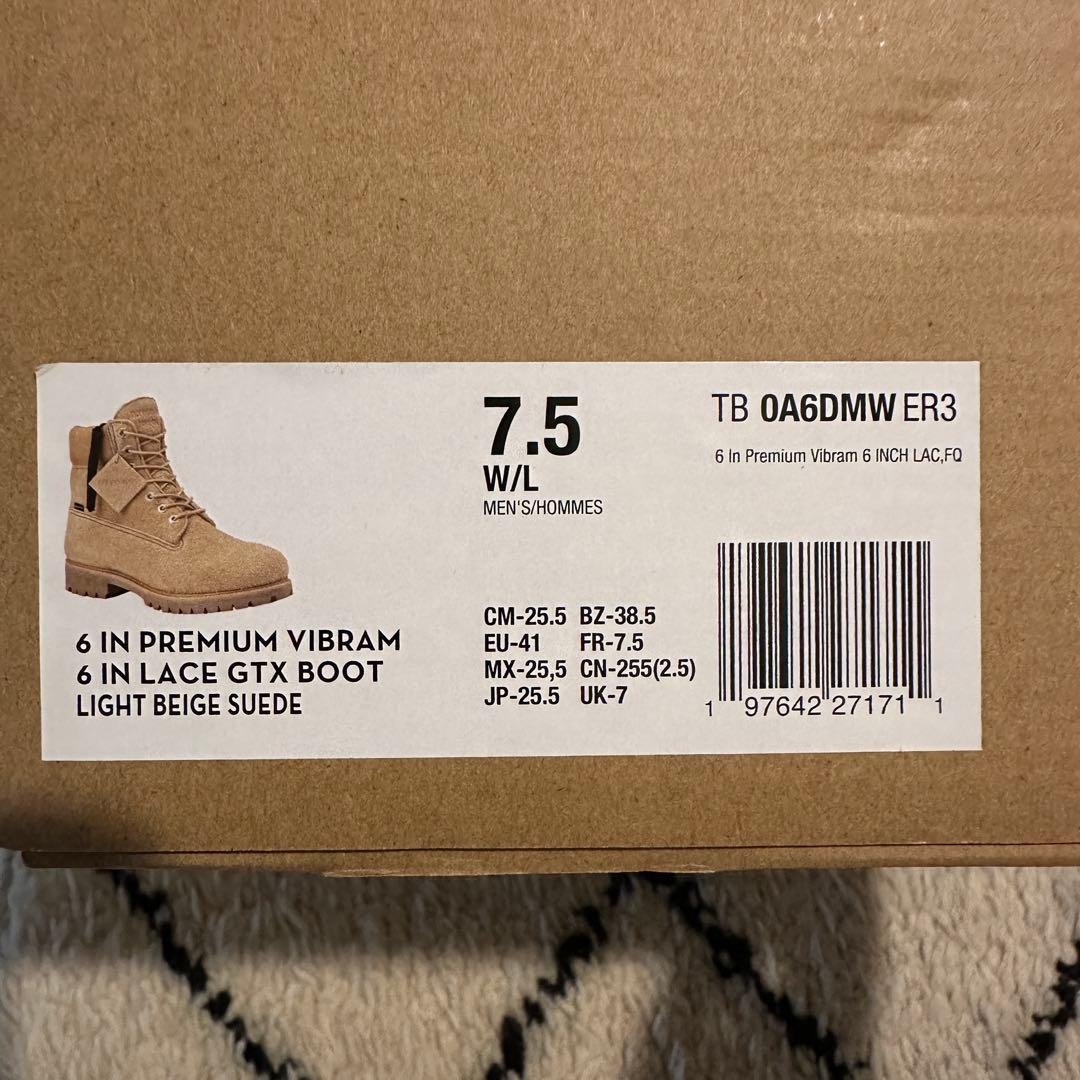 7.5
W/L
MEN'S/HOMMES
TB 0A6DMW ER3
6 In Premium Vibram 6 INCH LAC,FQ
6 IN PREMIUM VIBRAM
6 IN LACE GTX BOOT
LIGHT BEIGE SUEDE
CM-25.5 BZ-38.5
EU-41 FR-7.5
MX-25,5 CN-255(2.5)
JP-25.5 UK-7
1 97642 27171 1